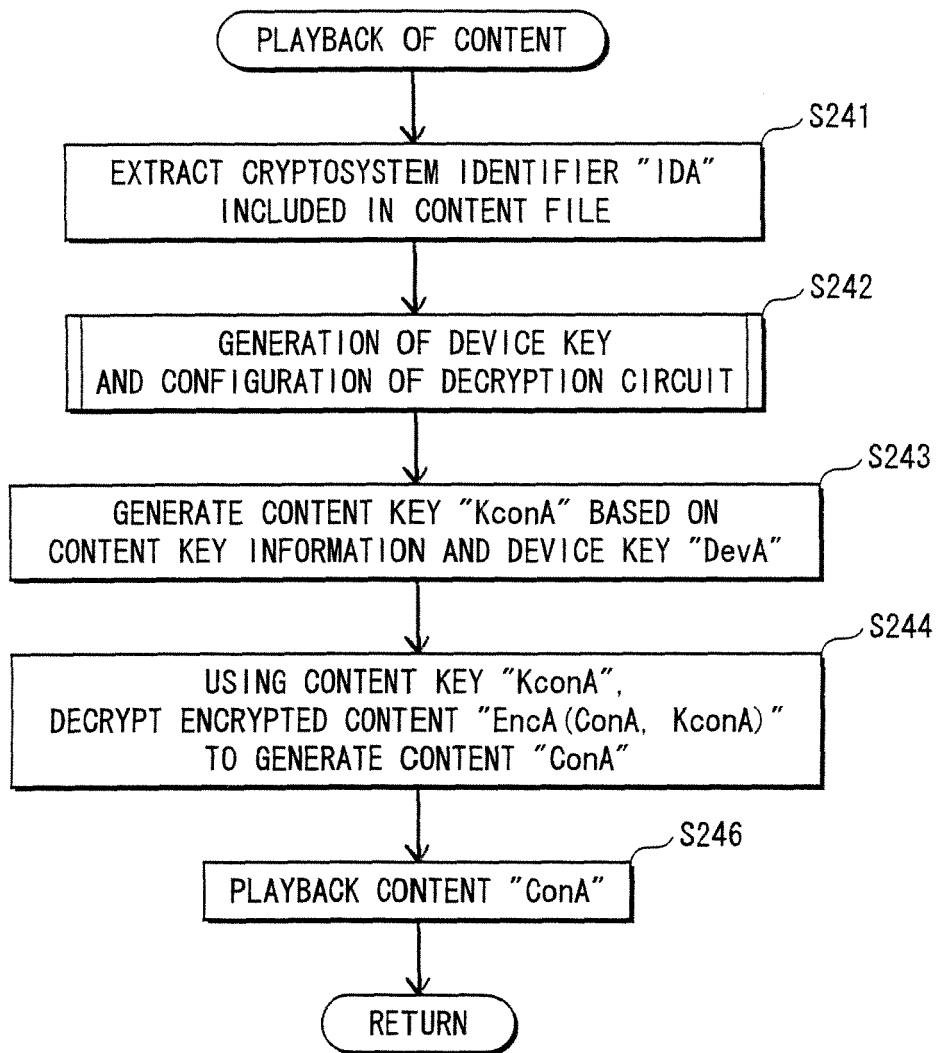 PLAYBACK OF CONTENT
S241
EXTRACT CRYPTOSYSTEM IDENTIFIER "IDA"
INCLUDED IN CONTENT FILE
S242
GENERATION OF DEVICE KEY
AND CONFIGURATION OF DECRYPTION CIRCUIT
S243
GENERATE CONTENT KEY "KconA" BASED ON
CONTENT KEY INFORMATION AND DEVICE KEY "DevA"
S244
USING CONTENT KEY "KconA",
DECRYPT ENCRYPTED CONTENT "EncA(ConA, KconA)"
TO GENERATE CONTENT "ConA"
S246
PLAYBACK CONTENT "ConA"
RETURN